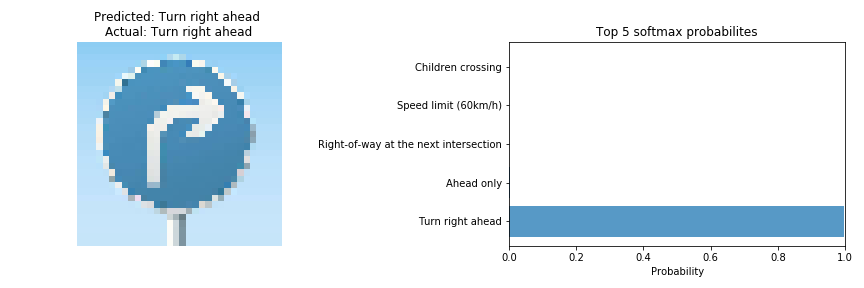 Predicted: Turn right ahead
Actual: Turn right ahead
Top 5 softmax probabilites
Children crossing
Speed limit (60km/h)
Right-of-way at the next intersection
Ahead only
Turn right ahead
0.0 0.2 0.4 0.6 0.8 1.0
Probability